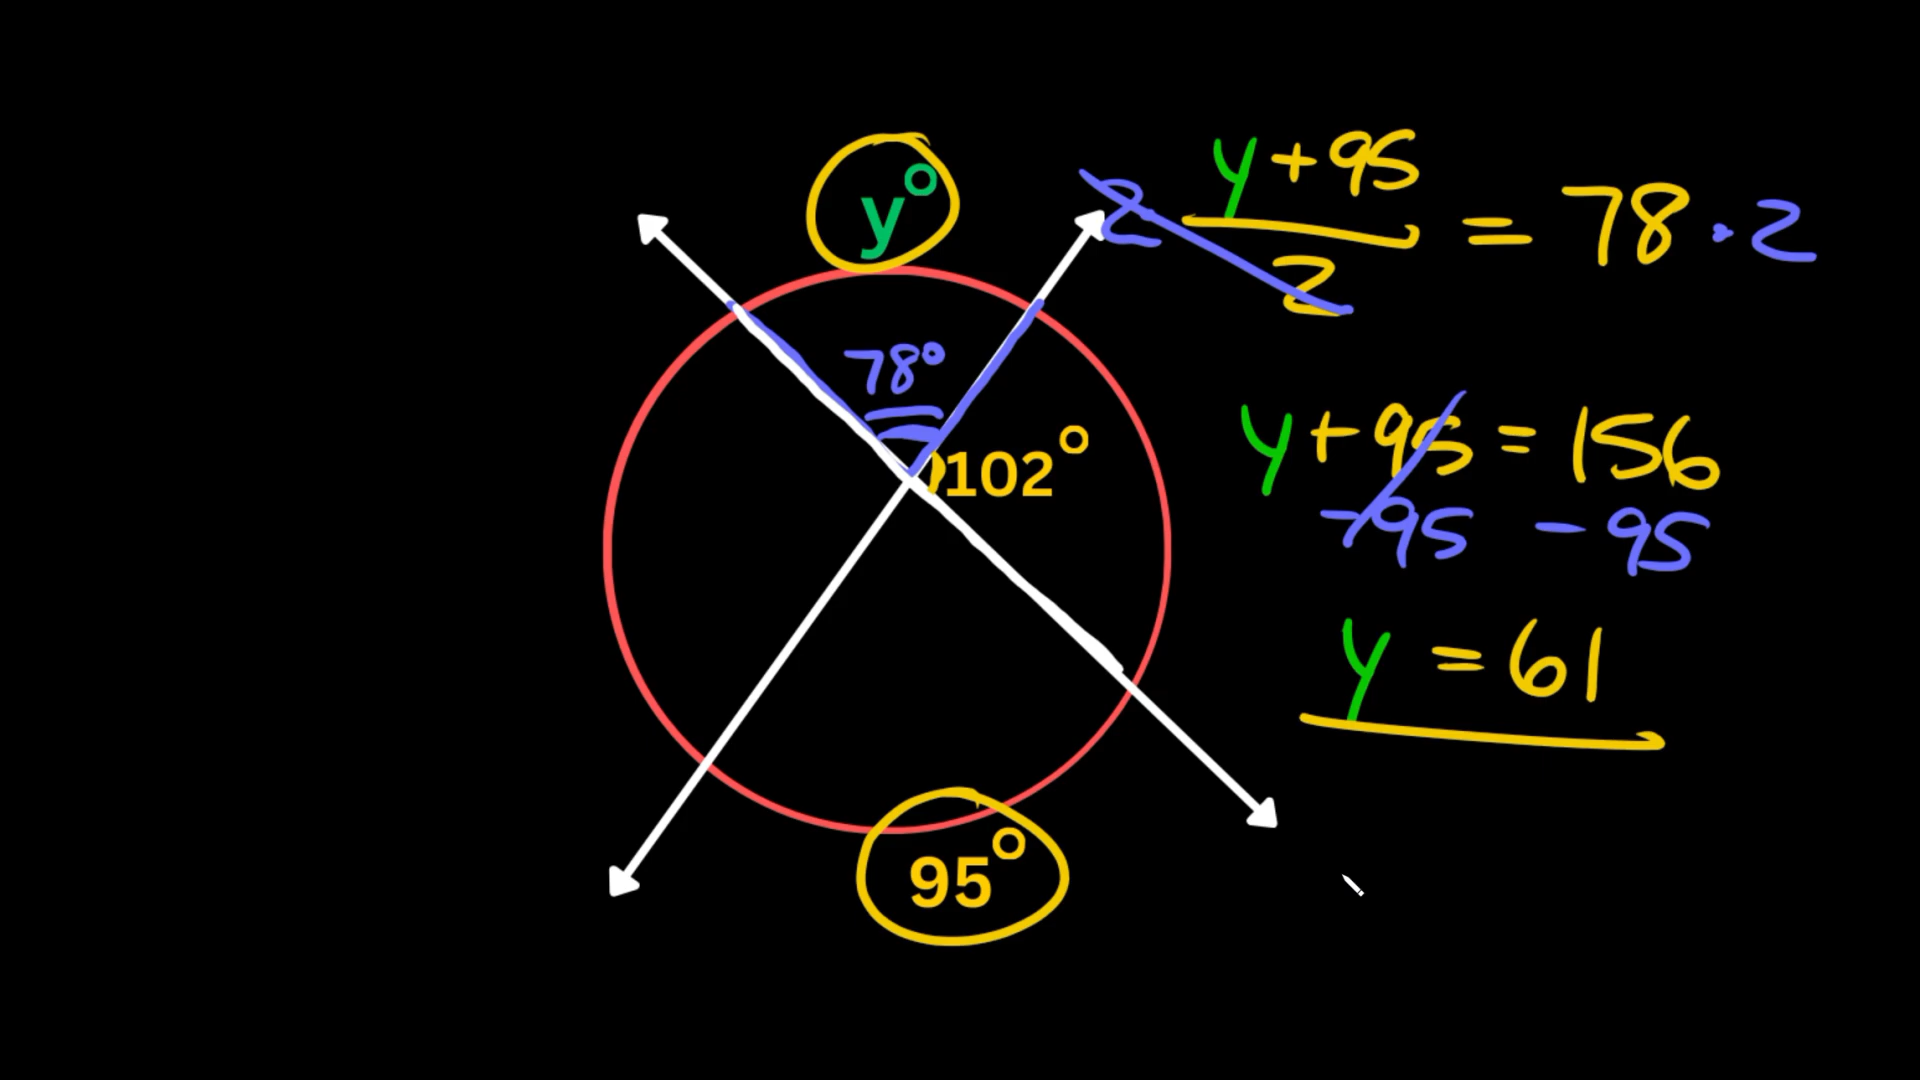 y°
78°
102°
95°
2 y + 95 / 2 = 78 · 2
y + 95 = 156
-95 - 95
y = 61